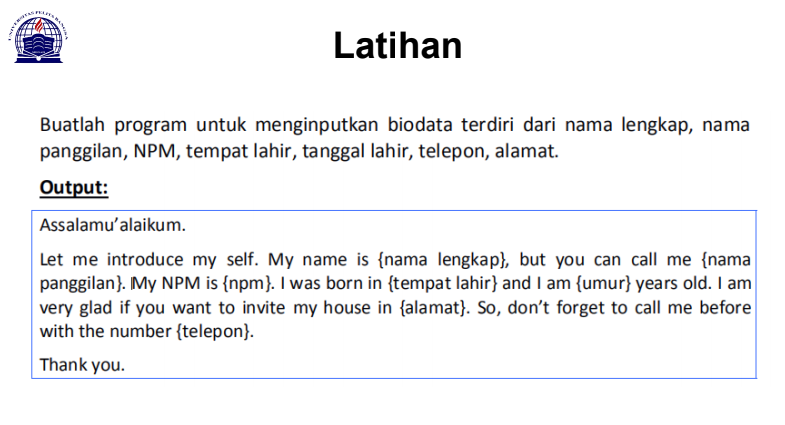 UNIVERSITAS PELITA BANGSA
Latihan
Buatlah program untuk menginputkan biodata terdiri dari nama lengkap, nama
panggilan, NPM, tempat lahir, tanggal lahir, telepon, alamat.
Output:
Assalamu’alaikum.
Let me introduce my self. My name is {nama lengkap}, but you can call me {nama
panggilan}. My NPM is {npm}. I was born in {tempat lahir} and I am {umur} years old. I am
very glad if you want to invite my house in {alamat}. So, don’t forget to call me before
with the number {telepon}.
Thank you.